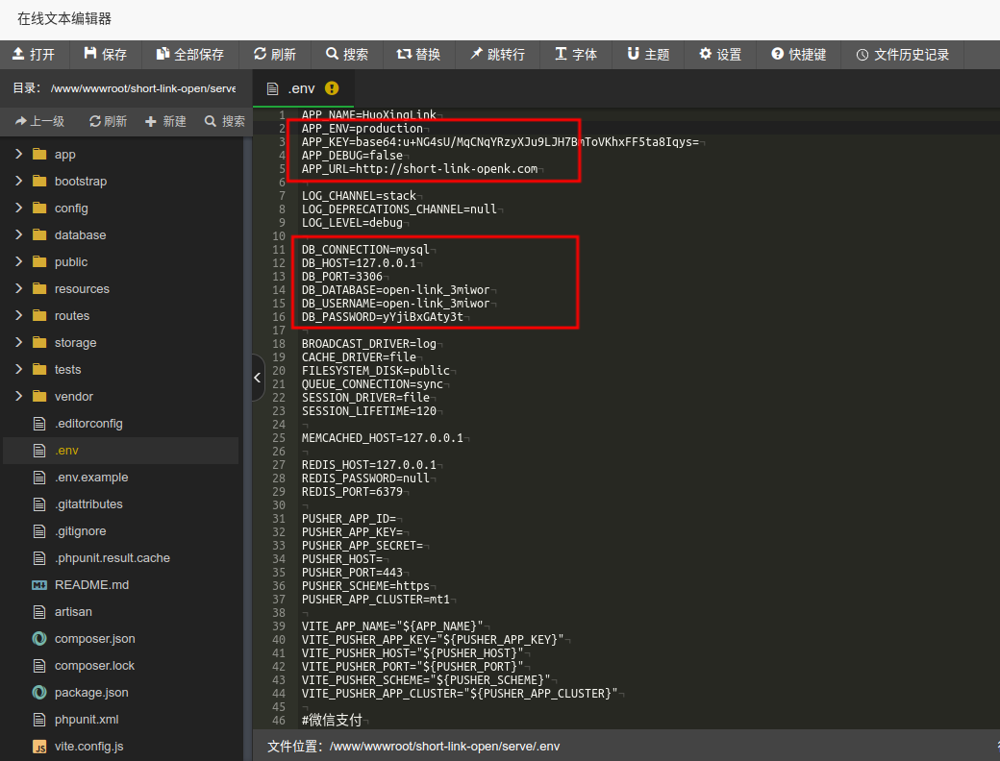 在线文本编辑器
打开 保存 全部保存 刷新 搜索 替换 跳转行 字体 主题 设置 快捷键 文件历史记录
目录： /www/wwwroot/short-link-open/serve
.env
上一级 刷新 新建 搜索
app
bootstrap
config
database
public
resources
routes
storage
tests
vendor
.editorconfig
.env
.env.example
.gitattributes
.gitignore
.phpunit.result.cache
README.md
artisan
composer.json
composer.lock
package.json
phpunit.xml
JS vite.config.js
1 APP_NAME=HuoXingLink
2 APP_ENV=production
3 APP_KEY=base64:u+NG4sU/MqCNqYRzyXJu9LJH7BmToVKhxFF5ta8Iqys=
4 APP_DEBUG=false
5 APP_URL=http://short-link-openk.com
6
7 LOG_CHANNEL=stack
8 LOG_DEPRECATIONS_CHANNEL=null
9 LOG_LEVEL=debug
10
11 DB_CONNECTION=mysql
12 DB_HOST=127.0.0.1
13 DB_PORT=3306
14 DB_DATABASE=open-link_3miwor
15 DB_USERNAME=open-link_3miwor
16 DB_PASSWORD=yYjiBxGAty3t
17
18 BROADCAST_DRIVER=log
19 CACHE_DRIVER=file
20 FILESYSTEM_DISK=public
21 QUEUE_CONNECTION=sync
22 SESSION_DRIVER=file
23 SESSION_LIFETIME=120
24
25 MEMCACHED_HOST=127.0.0.1
26
27 REDIS_HOST=127.0.0.1
28 REDIS_PASSWORD=null
29 REDIS_PORT=6379
30
31 PUSHER_APP_ID=
32 PUSHER_APP_KEY=
33 PUSHER_APP_SECRET=
34 PUSHER_HOST=
35 PUSHER_PORT=443
36 PUSHER_SCHEME=https
37 PUSHER_APP_CLUSTER=mt1
38
39 VITE_APP_NAME="${APP_NAME}"
40 VITE_PUSHER_APP_KEY="${PUSHER_APP_KEY}"
41 VITE_PUSHER_HOST="${PUSHER_HOST}"
42 VITE_PUSHER_PORT="${PUSHER_PORT}"
43 VITE_PUSHER_SCHEME="${PUSHER_SCHEME}"
44 VITE_PUSHER_APP_CLUSTER="${PUSHER_APP_CLUSTER}"
45
46 #微信支付
文件位置：/www/wwwroot/short-link-open/serve/.env